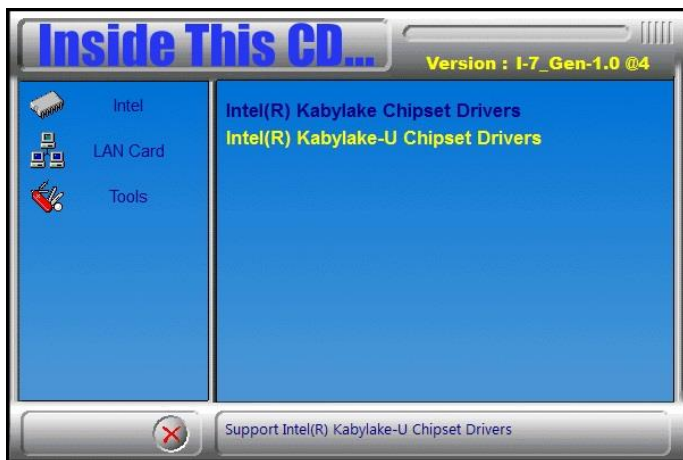 Inside This CD...
Version : I-7_Gen-1.0 @4
Intel
LAN Card
Tools
Intel(R) Kabylake Chipset Drivers
Intel(R) Kabylake-U Chipset Drivers
Support Intel(R) Kabylake-U Chipset Drivers